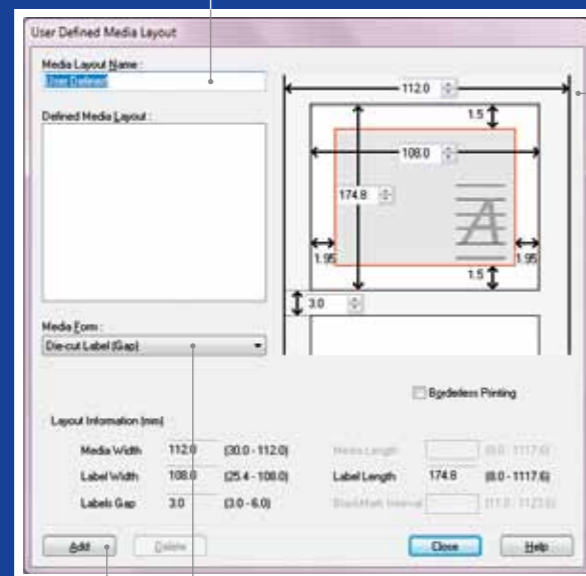 User Defined Media Layout
Media Layout Name :
User Defined
Defined Media Layout :
112.0
1.5
108.0
174.8
A
1.95
1.95
1.5
3.0
Media Form :
Die-cut Label (Gap)
Borderless Printing
Layout Information (mm)
Media Width 112.0 (30.0 - 112.0) Media Length (8.0 - 1117.6)
Label Width 108.0 (25.4 - 108.0) Label Length 174.8 (8.0 - 1117.6)
Labels Gap 3.0 (3.0 - 6.0) BlackMark Interval
Add Delete Close Help